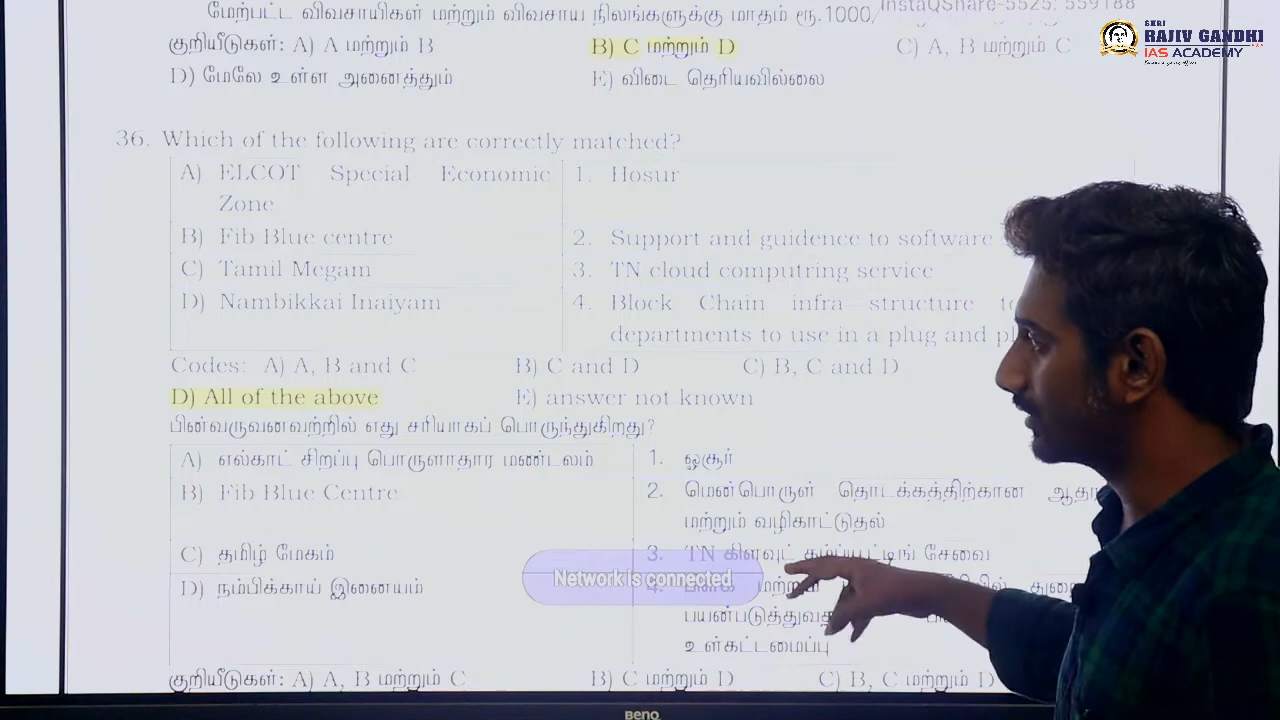 மேற்பட்ட விவசாயிகள் மற்றும் விவசாய நிலங்களுக்கு மாதம் ரூ.1000/
InstaQShare-5525: 559188
SHRI
RAJIV GANDHI
IAS ACADEMY
குறியீடுகள்: A) A மற்றும் B B) C மற்றும் D C) A, B மற்றும் C
D) மேலே உள்ள அனைத்தும் E) விடை தெரியவில்லை
36. Which of the following are correctly matched?
A) ELCOT Special Economic 1. Hosur
Zone
B) Fib Blue centre 2. Support and guidence to software
C) Tamil Megam 3. TN cloud computring service
D) Nambikkai Inaiyam 4. Block Chain infra structure to
departments to use in a plug and pl
Codes: A) A, B and C B) C and D C) B, C and D
D) All of the above E) answer not known
பின்வருவனவற்றில் எது சரியாகப் பொருந்துகிறது?
A) எல்காட் சிறப்பு பொருளாதார மண்டலம் 1. ஓசூர்
B) Fib Blue Centre 2. மென்பொருள் தொடக்கத்திற்கான
மற்றும் வழிகாட்டுதல்
C) தமிழ் மேகம் 3. TN கிளவுட் கம்ப்யூட்டிங் சேவை
Network is connected
D) நம்பிக்காய் இனையம் 4. மற்றும்
உள்கட்டமைப்பு
குறியீடுகள்: A) A, B மற்றும் C B) C மற்றும் D C) B, C மற்றும் D
BenQ